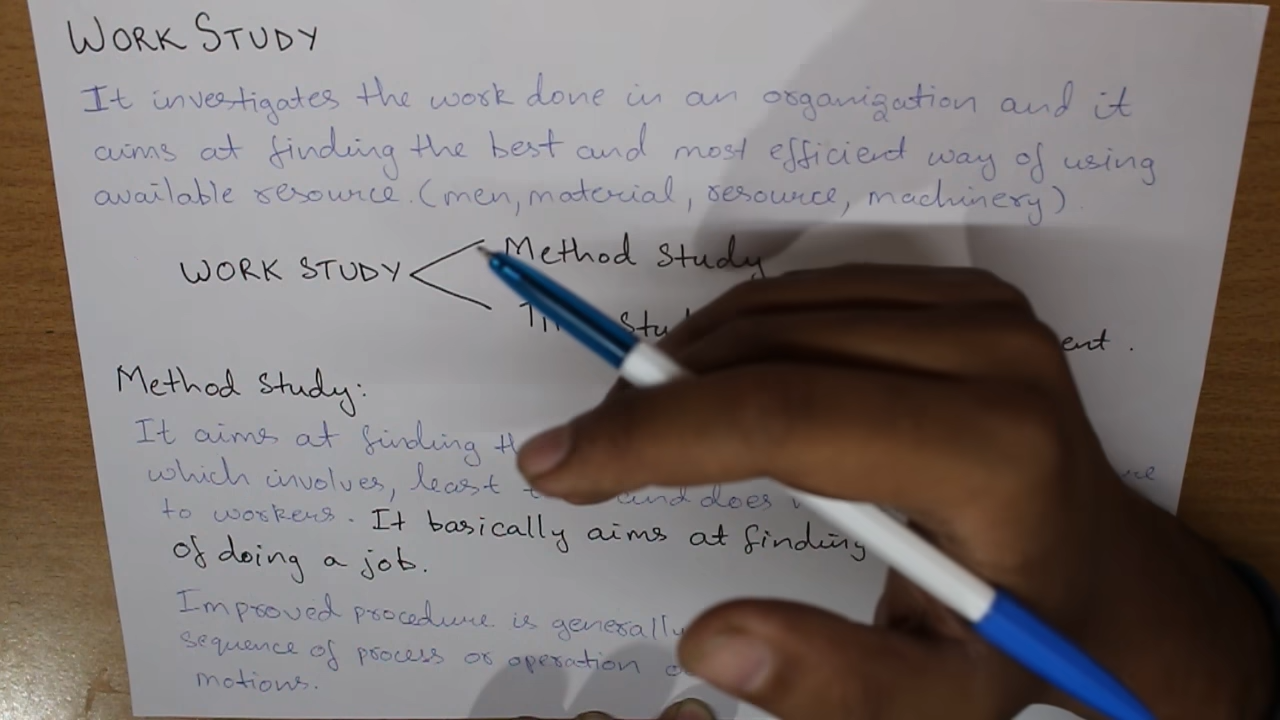 WORK STUDY
It investigates the work done in an organization and it
aims at finding the best and most efficient way of using
available resource. (men, material, resource, machinery)
WORK STUDY Method Study
Method Study:
It aims at finding
which involves, least and does
to workers. It basically aims at finding
of doing a job.
Improved procedure is generally
sequence of process or operation
motions.